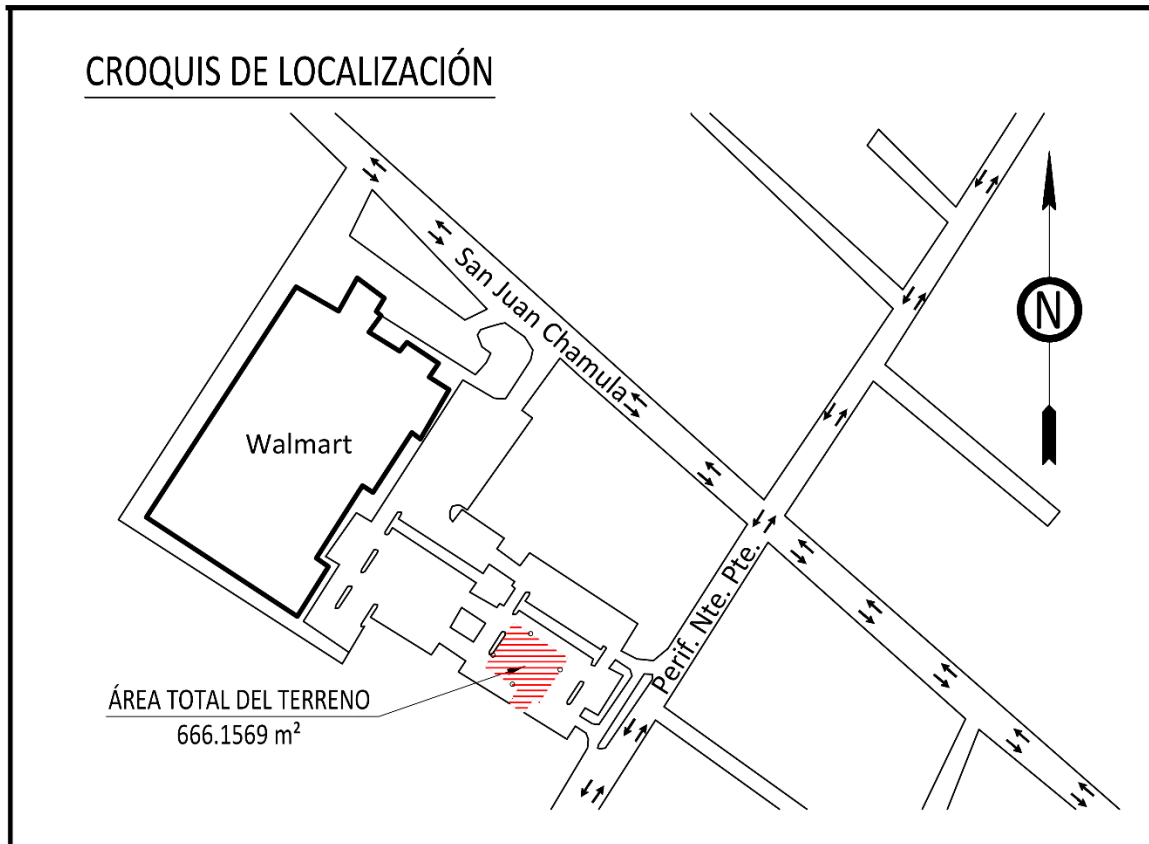 CROQUIS DE LOCALIZACIÓN
San Juan Chamula
N
Walmart
Perif. Nte. Pte.
ÁREA TOTAL DEL TERRENO
666.1569 m²